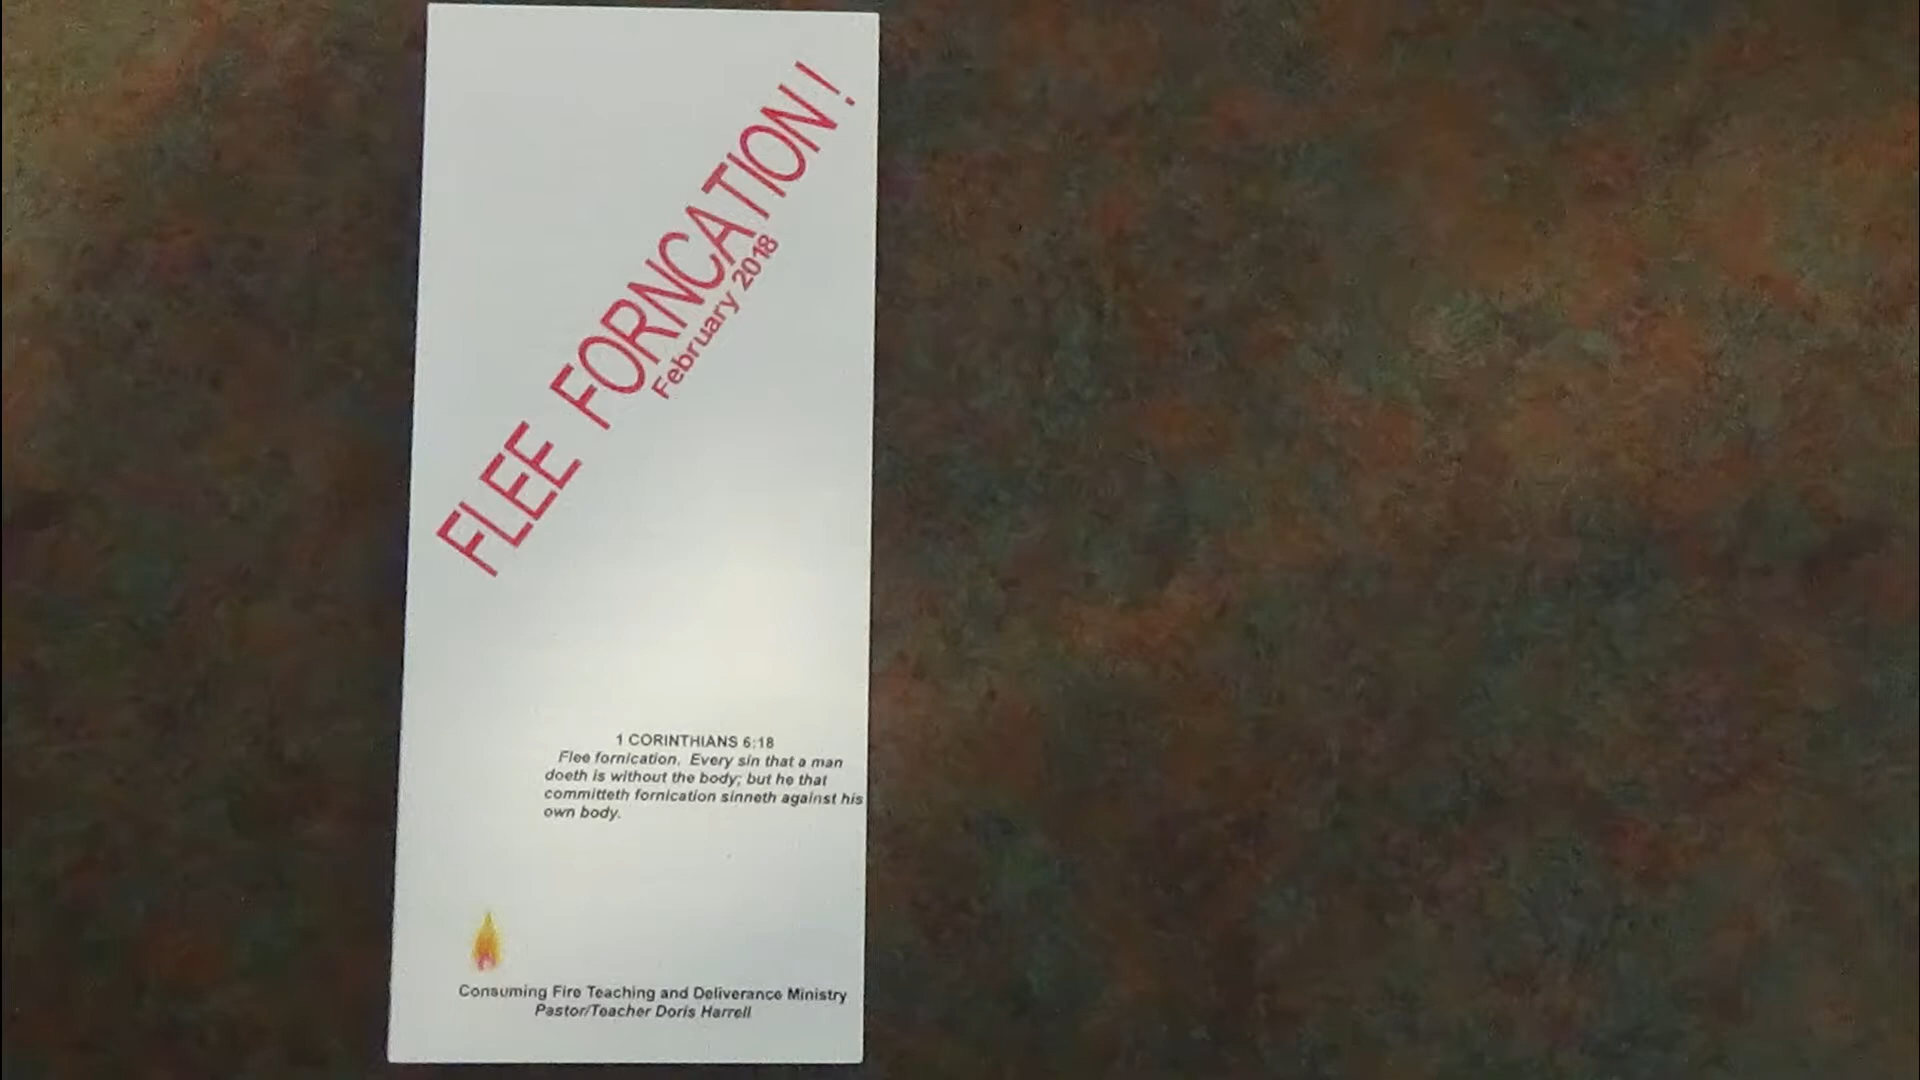 FLEE FORNCATION!
February 2018
1 CORINTHIANS 6:18
Flee fornication. Every sin that a man
doeth is without the body; but he that
committeth fornication sinneth against his
own body.
Consuming Fire Teaching and Deliverance Ministry
Pastor/Teacher Doris Harrell